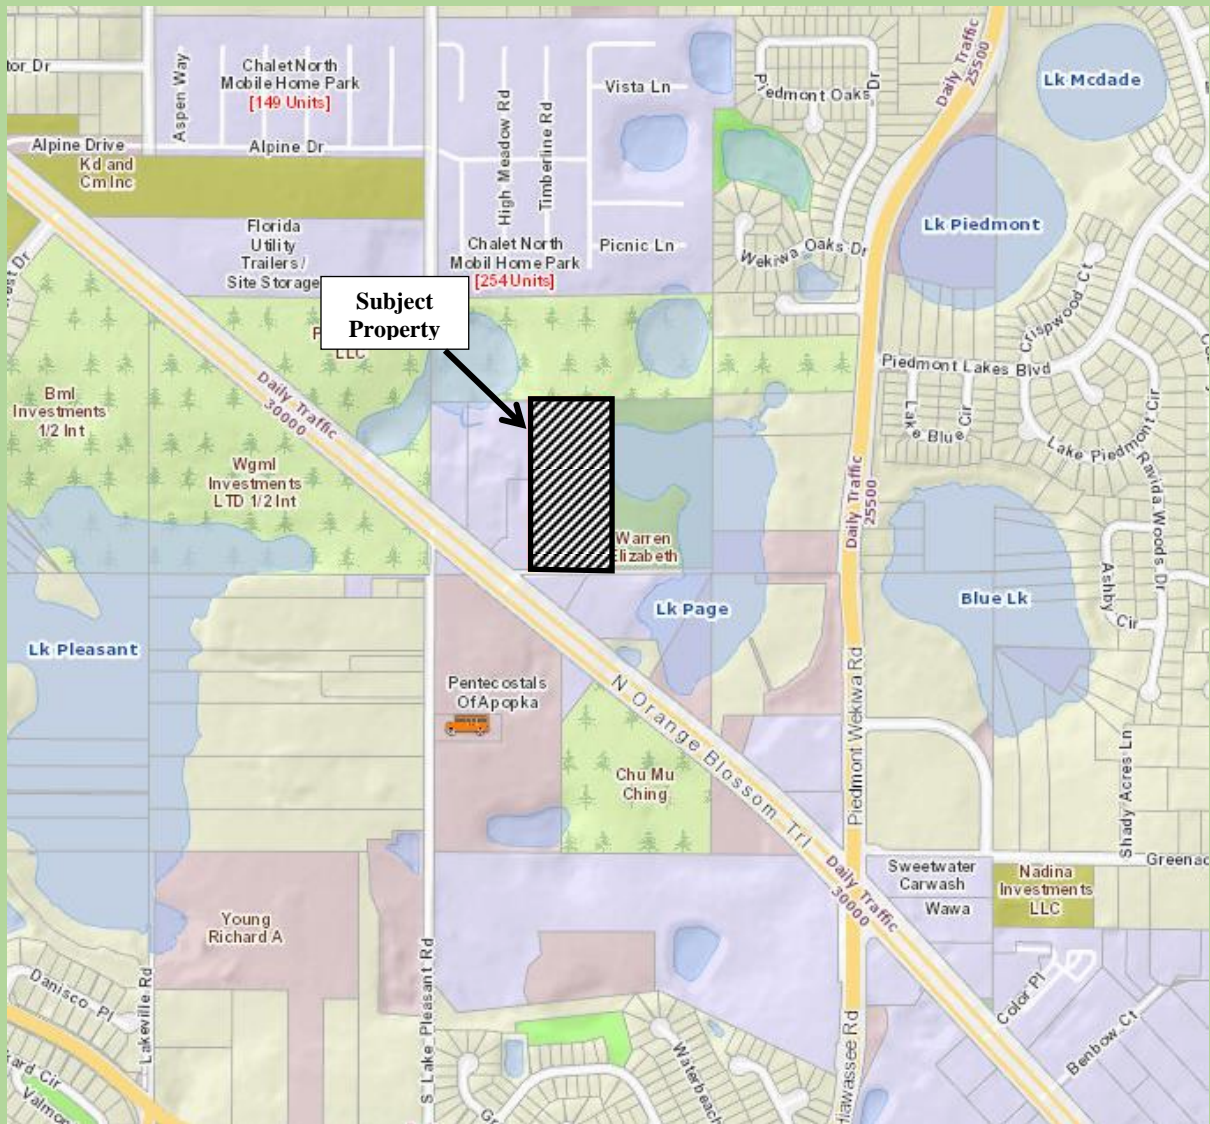 tor Dr
Aspen Way
Chalet North
Mobile Home Park
[149 Units]
Alpine Drive
Alpine Dr
Kd and
Cm Inc
High Meadow Rd
Timberline Rd
Vista Ln
Piedmont Oaks Dr
Daily Traffic
25500
Lk Mcdade
Florida
Utility
Trailers /
Site Storage
Chalet North
Mobil Home Park
[254 Units]
Picnic Ln
Wekiwa Oaks Dr
Lk Piedmont
Crispwood Ct
Subject
Property
LLC
Daily Traffic
30000
Bml
Investments
1/2 Int
Wgml
Investments
LTD 1/2 Int
Piedmont Lakes Blvd
Lake Blue Cir
Lake Piedmont Cir
Ravida Woods Dr
Daily Traffic
25500
Warren
Elizabeth
Lk Page
Blue Lk
Ashby Cir
Lk Pleasant
Pentecostals
Of Apopka
N Orange Blossom Trl
Chu Mu
Ching
Piedmont Wekiwa Rd
Shady Acres Ln
Greenac
Daily Traffic
30000
Sweetwater
Carwash
Wawa
Nadina
Investments
LLC
Young
Richard A
S Lake Pleasant Rd
Lakeville Rd
Danisco Pl
ard Cir
Valmo
Gr
Waterbeach
Hiawassee Rd
Color Pl
Benbow Ct